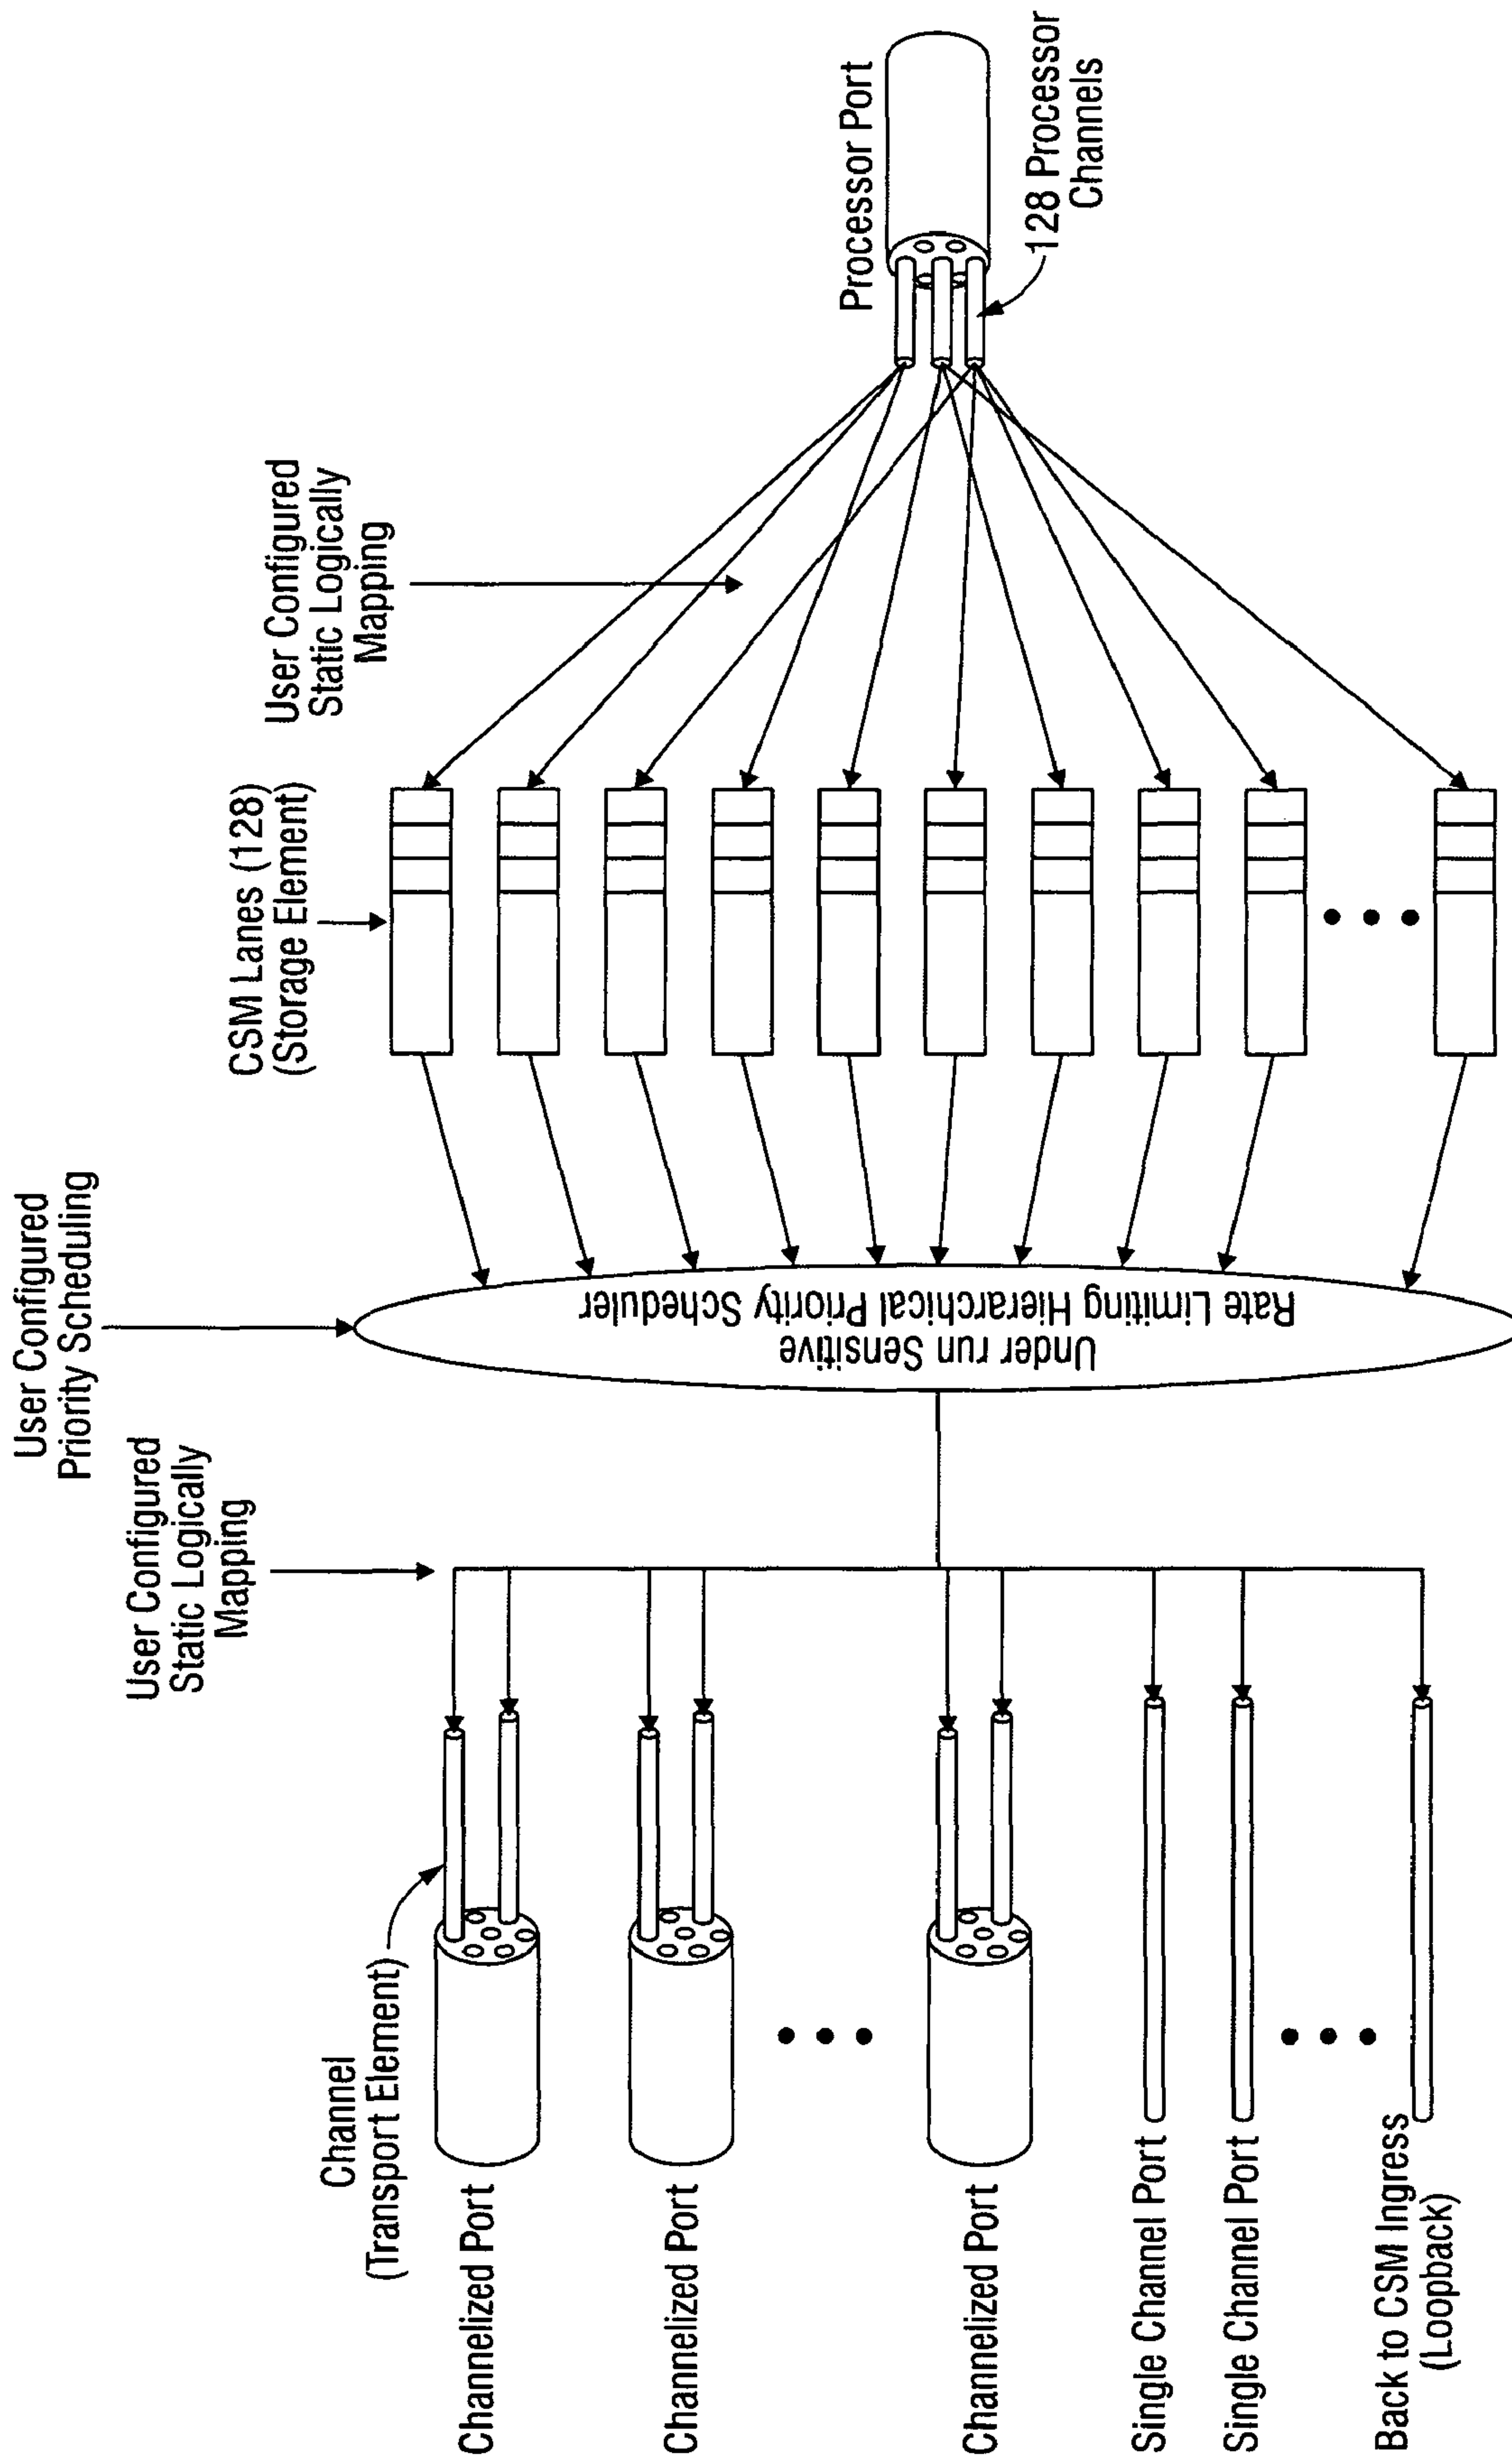 User Configured
Priority Scheduling
User Configured
Static Logically
Mapping
CSM Lanes (128)
(Storage Element)
User Configured
Static Logically
Mapping
Channel
(Transport Element)
Channelized Port
Channelized Port
Channelized Port
Single Channel Port
Single Channel Port
Back to CSM Ingress
(Loopback)
Under run Sensitive
Rate Limiting Hierarchical Priority Scheduler
Processor Port
128 Processor
Channels